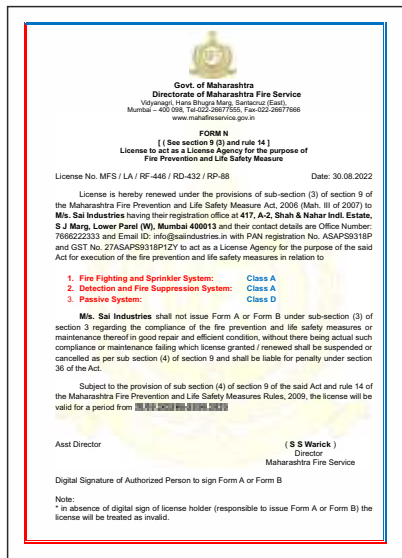 Govt. of Maharashtra
Directorate of Maharashtra Fire Service
Vidyanagri, Hans Bhugra Marg, Santacruz (East),
Mumbai – 400 098, Tel-022-26677555, Fax-022-26677666
www.mahafireservice.gov.in
FORM N
[ ( See section 9 (3) and rule 14 ]
License to act as a License Agency for the purpose of
Fire Prevention and Life Safety Measure
License No. MFS / LA / RF-446 / RD-432 / RP-88 Date: 30.08.2022
License is hereby renewed under the provisions of sub-section (3) of section 9 of
the Maharashtra Fire Prevention and Life Safety Measure Act, 2006 (Mah. III of 2007) to
M/s. Sai Industries having their registration office at 417, A-2, Shah & Nahar Indl. Estate,
S J Marg, Lower Parel (W), Mumbai 400013 and their contact details are Office Number:
7666222333 and Email ID: info@saiindustries.in with PAN registration No. ASAPS9318P
and GST No. 27ASAPS9318P1ZY to act as a License Agency for the purpose of the said
Act for execution of the fire prevention and life safety measures in relation to
1. Fire Fighting and Sprinkler System: Class A
2. Detection and Fire Suppression System: Class A
3. Passive System: Class D
M/s. Sai Industries shall not issue Form A or Form B under sub-section (3) of
section 3 regarding the compliance of the fire prevention and life safety measures or
maintenance thereof in good repair and efficient condition, without there being actual such
compliance or maintenance failing which license granted / renewed shall be suspended or
cancelled as per sub section (4) of section 9 and shall be liable for penalty under section
36 of the Act.
Subject to the provision of sub section (4) of section 9 of the said Act and rule 14 of
the Maharashtra Fire Prevention and Life Safety Measures Rules, 2009, the license will be
valid for a period from
Asst Director ( S S Warick )
Director
Maharashtra Fire Service
Digital Signature of Authorized Person to sign Form A or Form B
Note:
* in absence of digital sign of license holder (responsible to issue Form A or Form B) the
license will be treated as invalid.